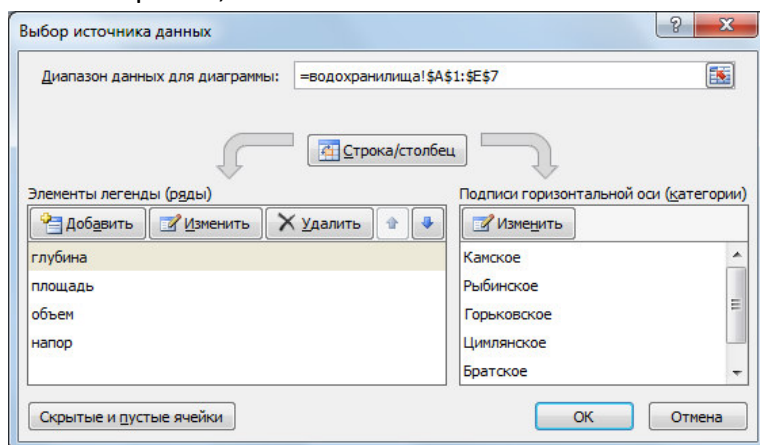 Выбор источника данных
Диапазон данных для диаграммы: =водохранилища!$A$1:$E$7
Строка/столбец
Элементы легенды (ряды)
Подписи горизонтальной оси (категории)
Добавить Изменить Удалить
Изменить
глубина
площадь
объем
напор
Камское
Рыбинское
Горьковское
Цимлянское
Братское
Скрытые и пустые ячейки
OK Отмена